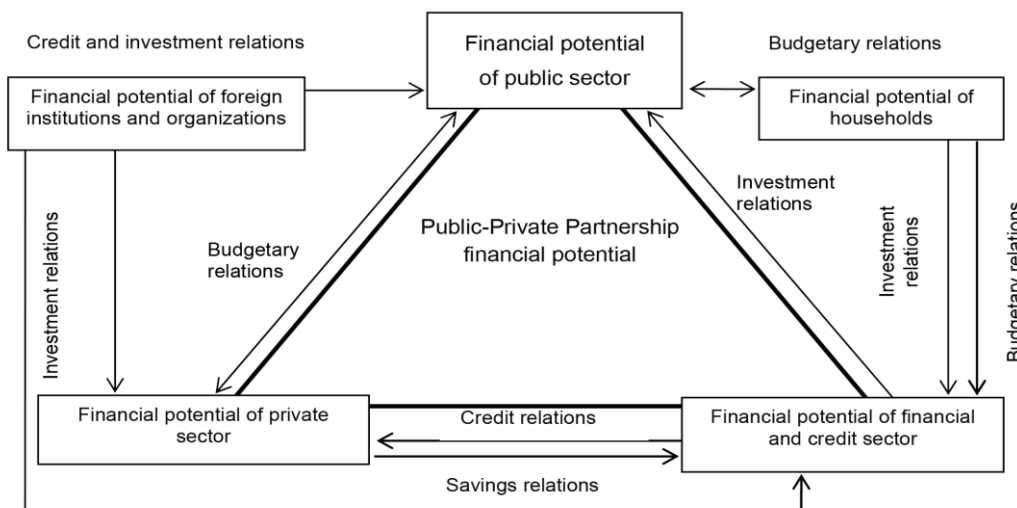 Credit and investment relations
Financial potential
of public sector
Budgetary relations
Financial potential of foreign
institutions and organizations
Financial potential of
households
Investment
relations
Public-Private Partnership
financial potential
Budgetary
relations
Investment relations
Investment
relations
Budgetary relations
Financial potential of private
sector
Credit relations
Financial potential of financial
and credit sector
Savings relations